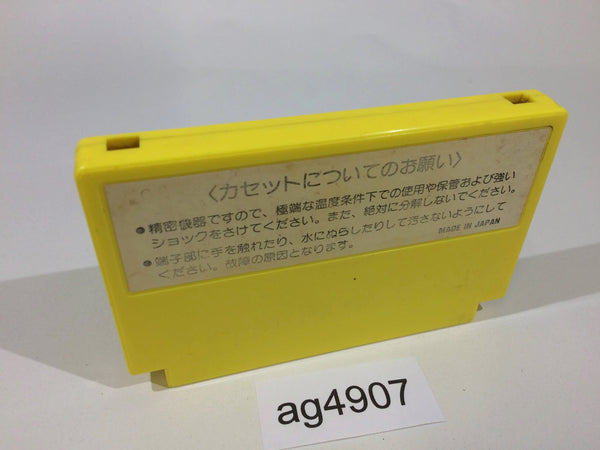 〈カセットについてのお願い〉
●精密機器ですので、極端な温度条件下での使用や保管および強い
ショックをさけてください。また、絶対に分解しないでください。
●端子部に手を触れたり、水にぬらしたりして汚さないようにして
ください。故障の原因となります。
MADE IN JAPAN
ag4907